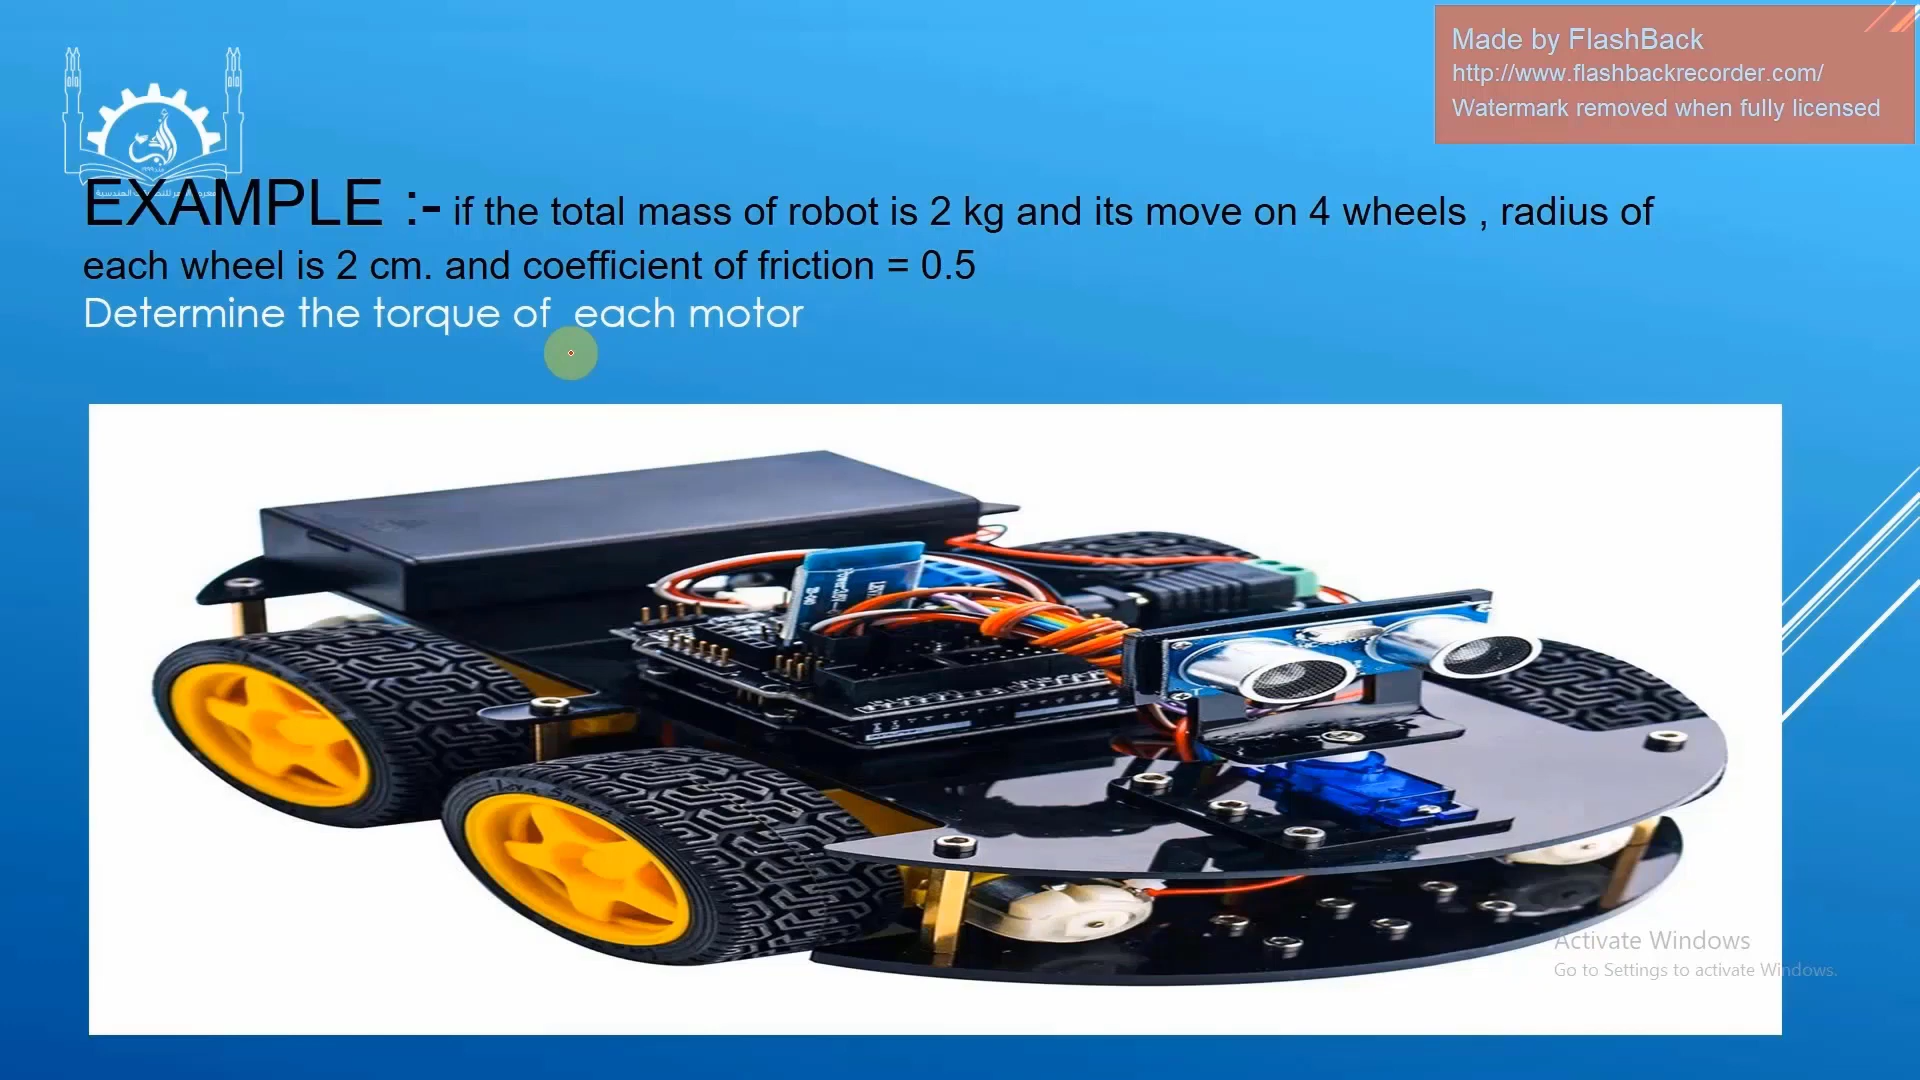 Made by FlashBack
http://www.flashbackrecorder.com/
Watermark removed when fully licensed
EXAMPLE :- if the total mass of robot is 2 kg and its move on 4 wheels , radius of
each wheel is 2 cm. and coefficient of friction = 0.5
Determine the torque of  each motor
Activate Windows
Go to Settings to activate Windows.